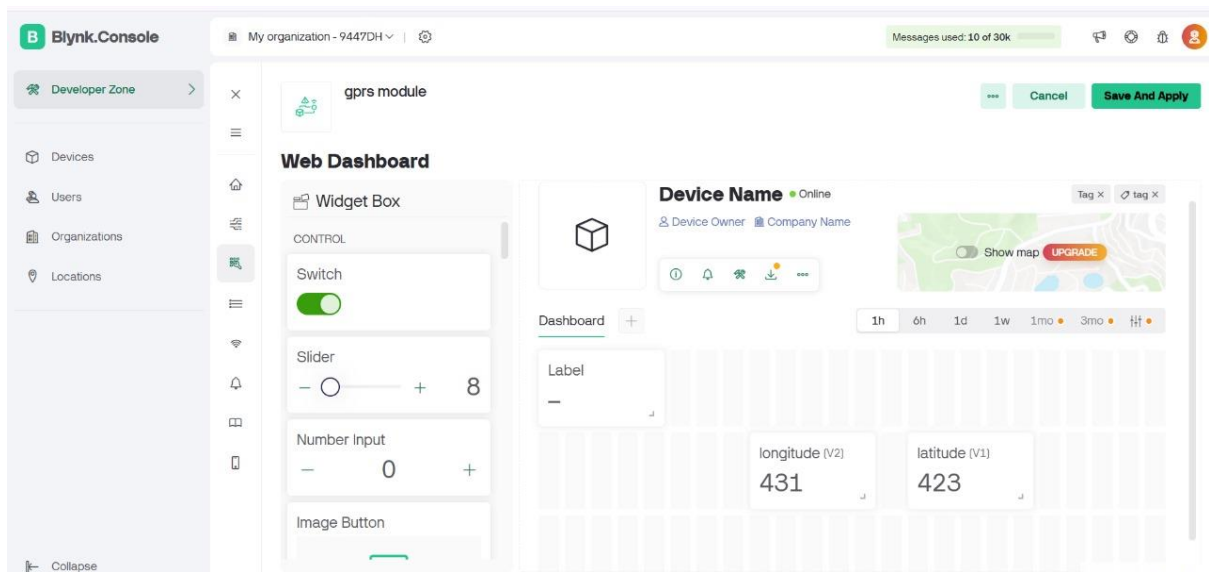 B Blynk.Console
My organization - 9447DH
Messages used: 10 of 30k
Developer Zone
Devices
Users
Organizations
Locations
Collapse
gprs module
Cancel
Save And Apply
Web Dashboard
Widget Box
CONTROL
Switch
Slider
– + 8
Number Input
– 0 +
Image Button
Device Name Online
Device Owner Company Name
Tag × tag ×
Show map UPGRADE
Dashboard +
1h 6h 1d 1w 1mo 3mo
Label
–
longitude (V2)
431
latitude (V1)
423